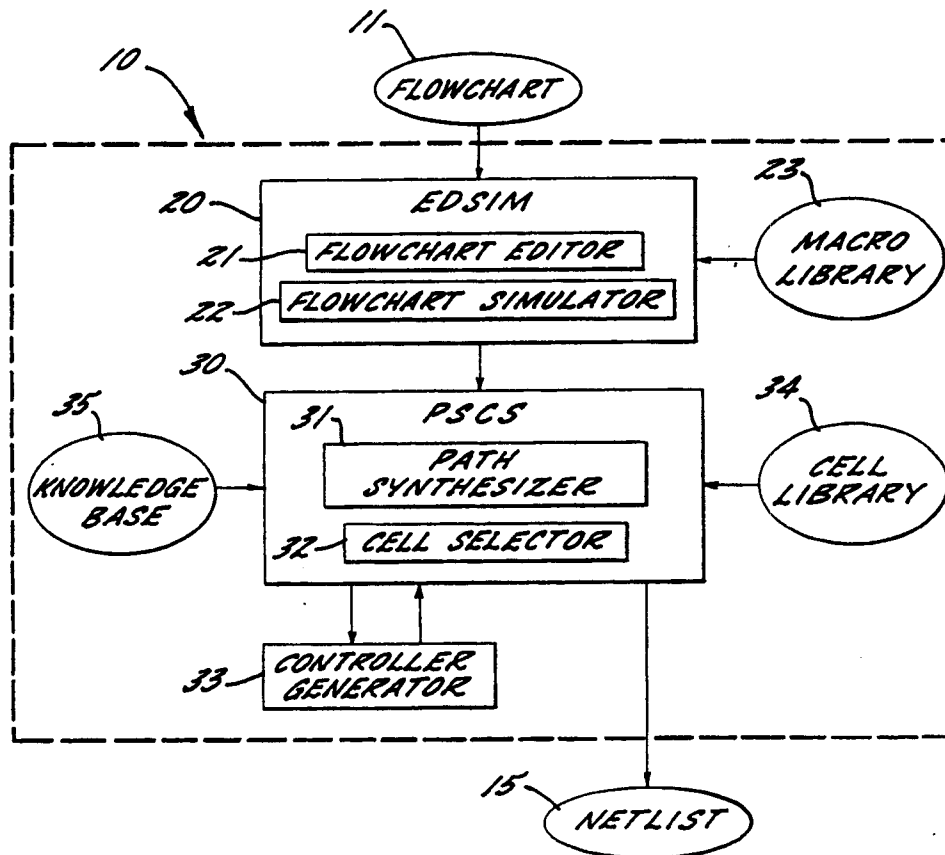 11
10
FLOWCHART
20
EDSIM
23
21
FLOWCHART EDITOR
MACRO
LIBRARY
22
FLOWCHART SIMULATOR
30
PSCS
35
31
34
PATH
SYNTHESIZER
KNOWLEDGE
BASE
CELL
LIBRARY
32
CELL SELECTOR
33
CONTROLLER
GENERATOR
15
NETLIST